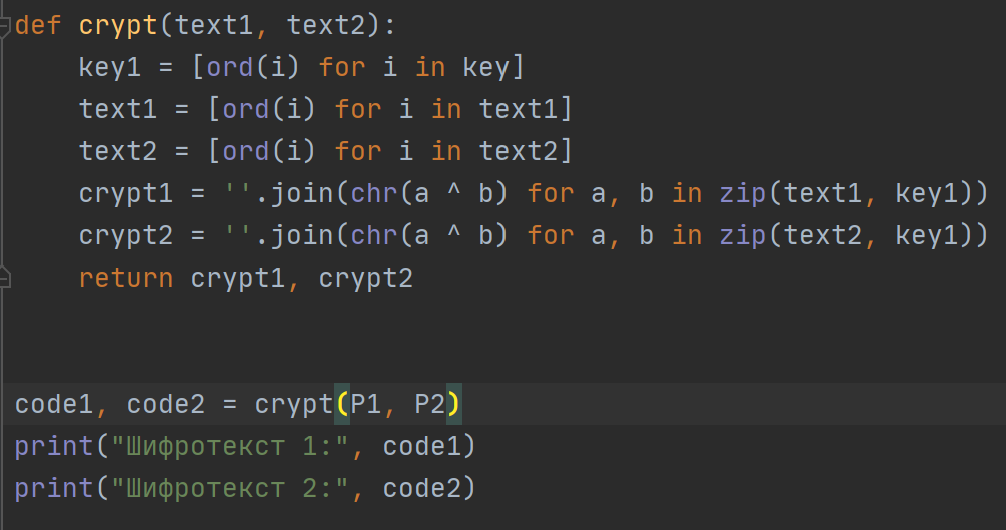 def crypt(text1, text2):
    key1 = [ord(i) for i in key]
    text1 = [ord(i) for i in text1]
    text2 = [ord(i) for i in text2]
    crypt1 = ''.join(chr(a ^ b) for a, b in zip(text1, key1))
    crypt2 = ''.join(chr(a ^ b) for a, b in zip(text2, key1))
    return crypt1, crypt2
code1, code2 = crypt(P1, P2)
print("Шифротекст 1:", code1)
print("Шифротекст 2:", code2)